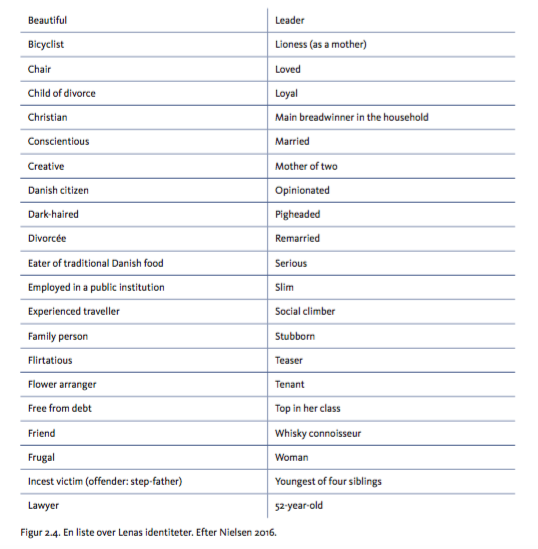 Beautiful
Leader
Bicyclist
Lioness (as a mother)
Chair
Loved
Child of divorce
Loyal
Christian
Main breadwinner in the household
Conscientious
Married
Creative
Mother of two
Danish citizen
Opinionated
Dark-haired
Pigheaded
Divorcée
Remarried
Eater of traditional Danish food
Serious
Employed in a public institution
Slim
Experienced traveller
Social climber
Family person
Stubborn
Flirtatious
Teaser
Flower arranger
Tenant
Free from debt
Top in her class
Friend
Whisky connoisseur
Frugal
Woman
Incest victim (offender: step-father)
Youngest of four siblings
Lawyer
52-year-old
Figur 2.4. En liste over Lenas identiteter. Efter Nielsen 2016.